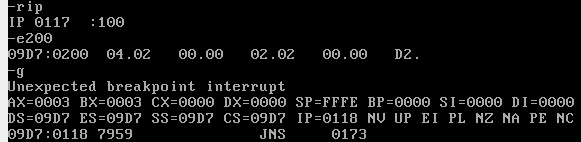 -rip
IP 0117  :100
-e200
09D7:0200  04.02   00.00   02.02   00.00   D2.
-g
Unexpected breakpoint interrupt
AX=0003 BX=0003 CX=0000 DX=0000 SP=FFFE BP=0000 SI=0000 DI=0000
DS=09D7 ES=09D7 SS=09D7 CS=09D7 IP=0118 NV UP EI PL NZ NA PE NC
09D7:0118 7959            JNS     0173